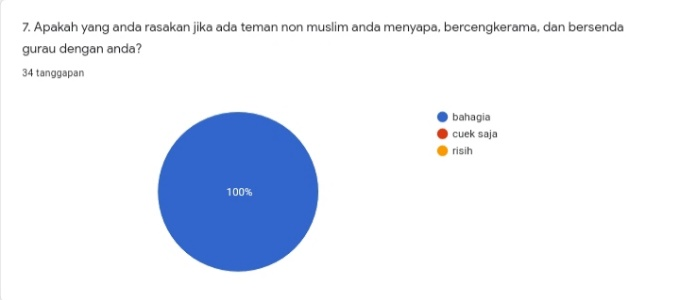 7. Apakah yang anda rasakan jika ada teman non muslim anda menyapa, bercengkerama, dan bersenda
gurau dengan anda?
34 tanggapan
bahagia
cuek saja
risih
100%